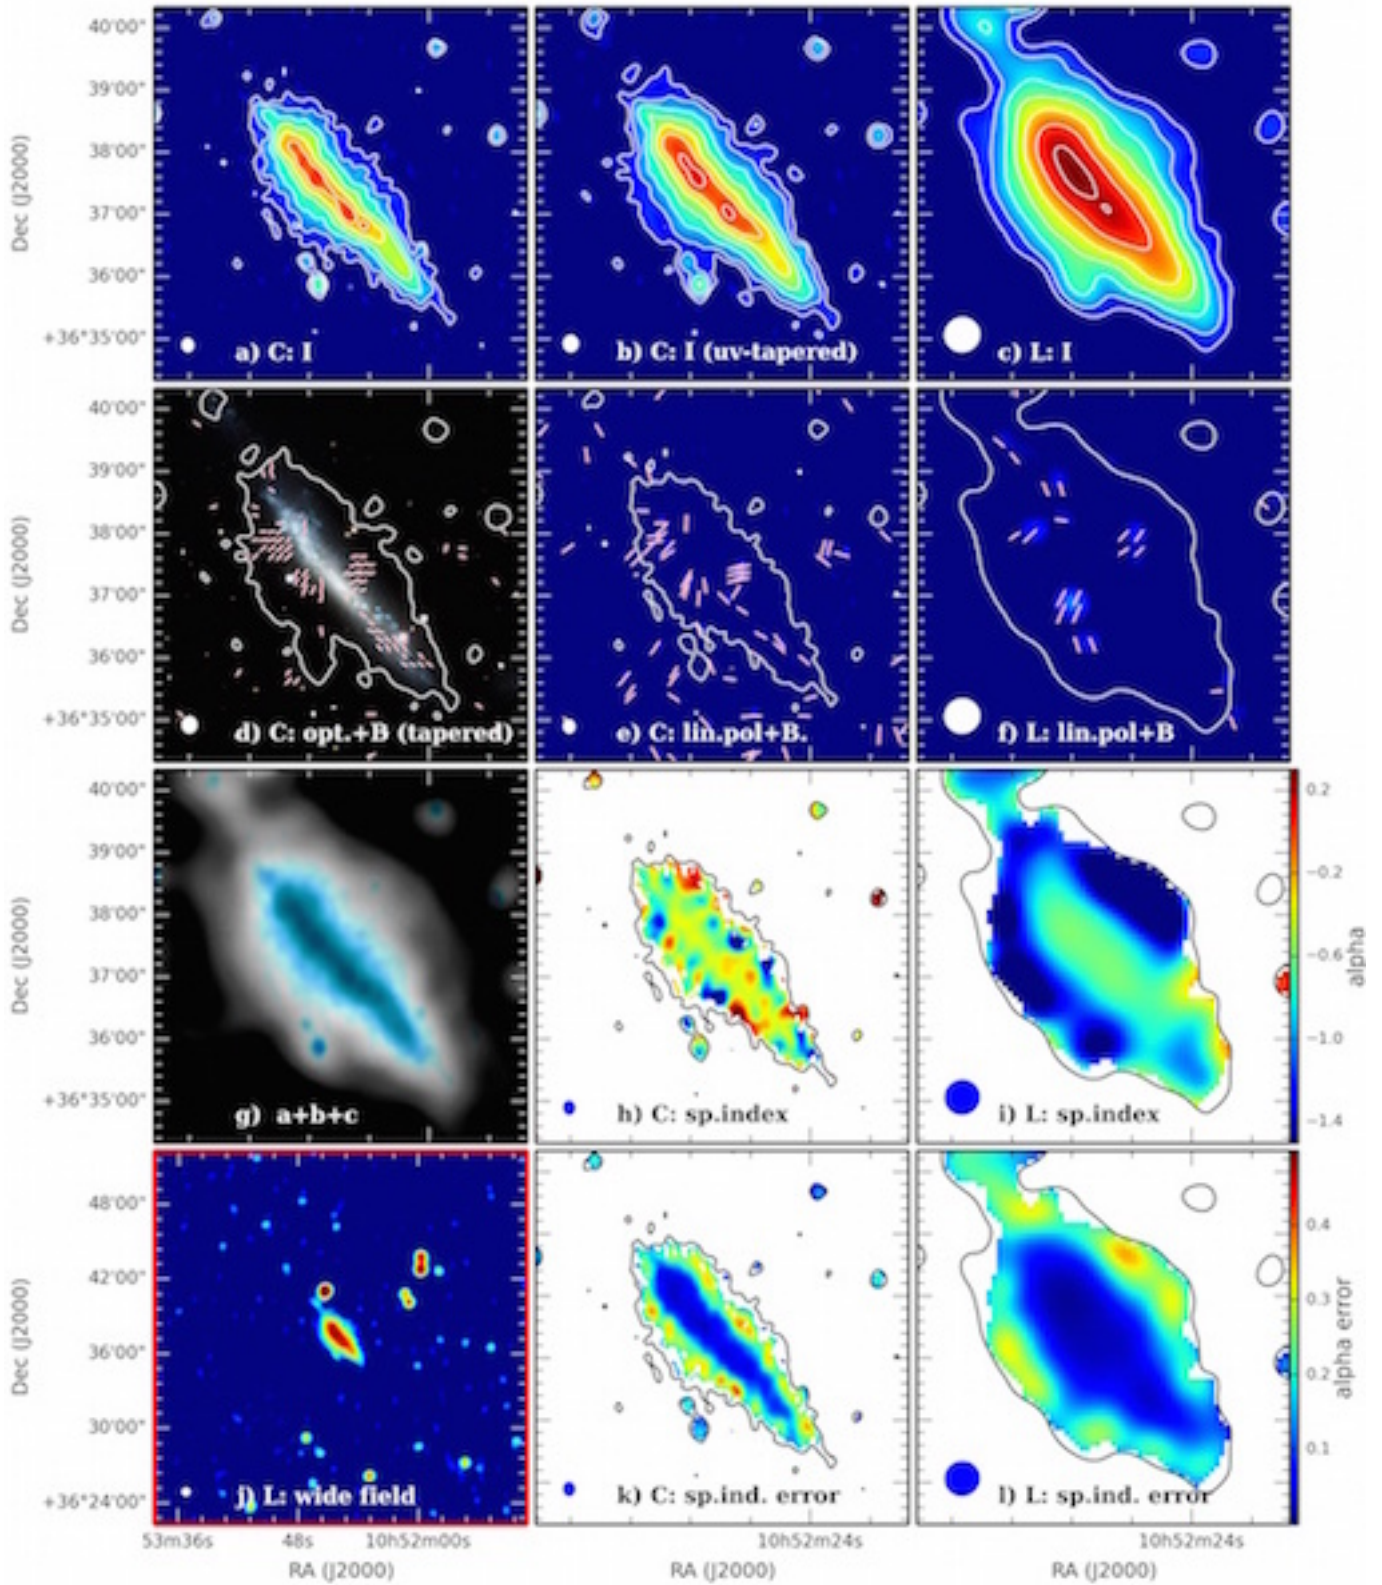 40'00"
39'00"
38'00"
37'00"
36'00"
+36°35'00"
Dec (J2000)
a) C: I
b) C: I (uv-tapered)
c) L: I
40'00"
39'00"
38'00"
37'00"
36'00"
+36°35'00"
Dec (J2000)
d) C: opt.+B (tapered)
e) C: lin.pol+B.
f) L: lin.pol+B
40'00"
39'00"
38'00"
37'00"
36'00"
+36°35'00"
Dec (J2000)
g) a+b+c
h) C: sp.index
i) L: sp.index
0.2
−0.2
−0.6
−1.0
−1.4
alpha
48'00"
42'00"
36'00"
30'00"
+36°24'00"
Dec (J2000)
j) L: wide field
k) C: sp.ind. error
l) L: sp.ind. error
0.4
0.3
0.2
0.1
alpha error
53m36s 48s 10h52m00s
10h52m24s
10h52m24s
RA (J2000)
RA (J2000)
RA (J2000)